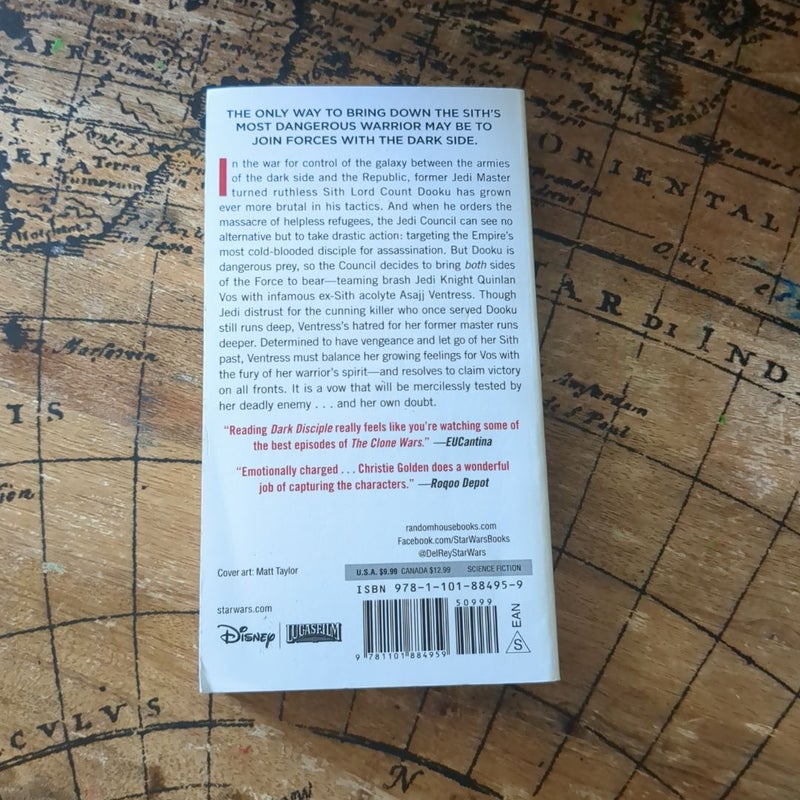 THE ONLY WAY TO BRING DOWN THE SITH'S
MOST DANGEROUS WARRIOR MAY BE TO
JOIN FORCES WITH THE DARK SIDE.
In the war for control of the galaxy between the armies
of the dark side and the Republic, former Jedi Master
turned ruthless Sith Lord Count Dooku has grown
ever more brutal in his tactics. And when he orders the
massacre of helpless refugees, the Jedi Council can see no
alternative but to take drastic action: targeting the Empire's
most cold-blooded disciple for assassination. But Dooku is
dangerous prey, so the Council decides to bring both sides
of the Force to bear—teaming brash Jedi Knight Quinlan
Vos with infamous ex-Sith acolyte Asajj Ventress. Though
Jedi distrust for the cunning killer who once served Dooku
still runs deep, Ventress's hatred for her former master runs
deeper. Determined to have vengeance and let go of her Sith
past, Ventress must balance her growing feelings for Vos with
the fury of her warrior's spirit—and resolves to claim victory
on all fronts. It is a vow that will be mercilessly tested by
her deadly enemy . . . and her own doubt.
"Reading Dark Disciple really feels like you're watching some
of the best episodes of The Clone Wars." —EUCantina
"Emotionally charged . . . Christie Golden does a wonderful
job of capturing the characters." —Roqoo Depot
randomhousebooks.com
Facebook.com/StarWarsBooks
@DelReyStarWars
Cover art: Matt Taylor
U.S.A. $9.99 CANADA $12.99 SCIENCE FICTION
ISBN 978-1-101-88495-9
50999
starwars.com
Disney LUCASFILM
9 781101 884959
S EAN
ORIENTAL
MAR DI INDI
Amsterdam
de S. Paul
IS
CVLVS
N